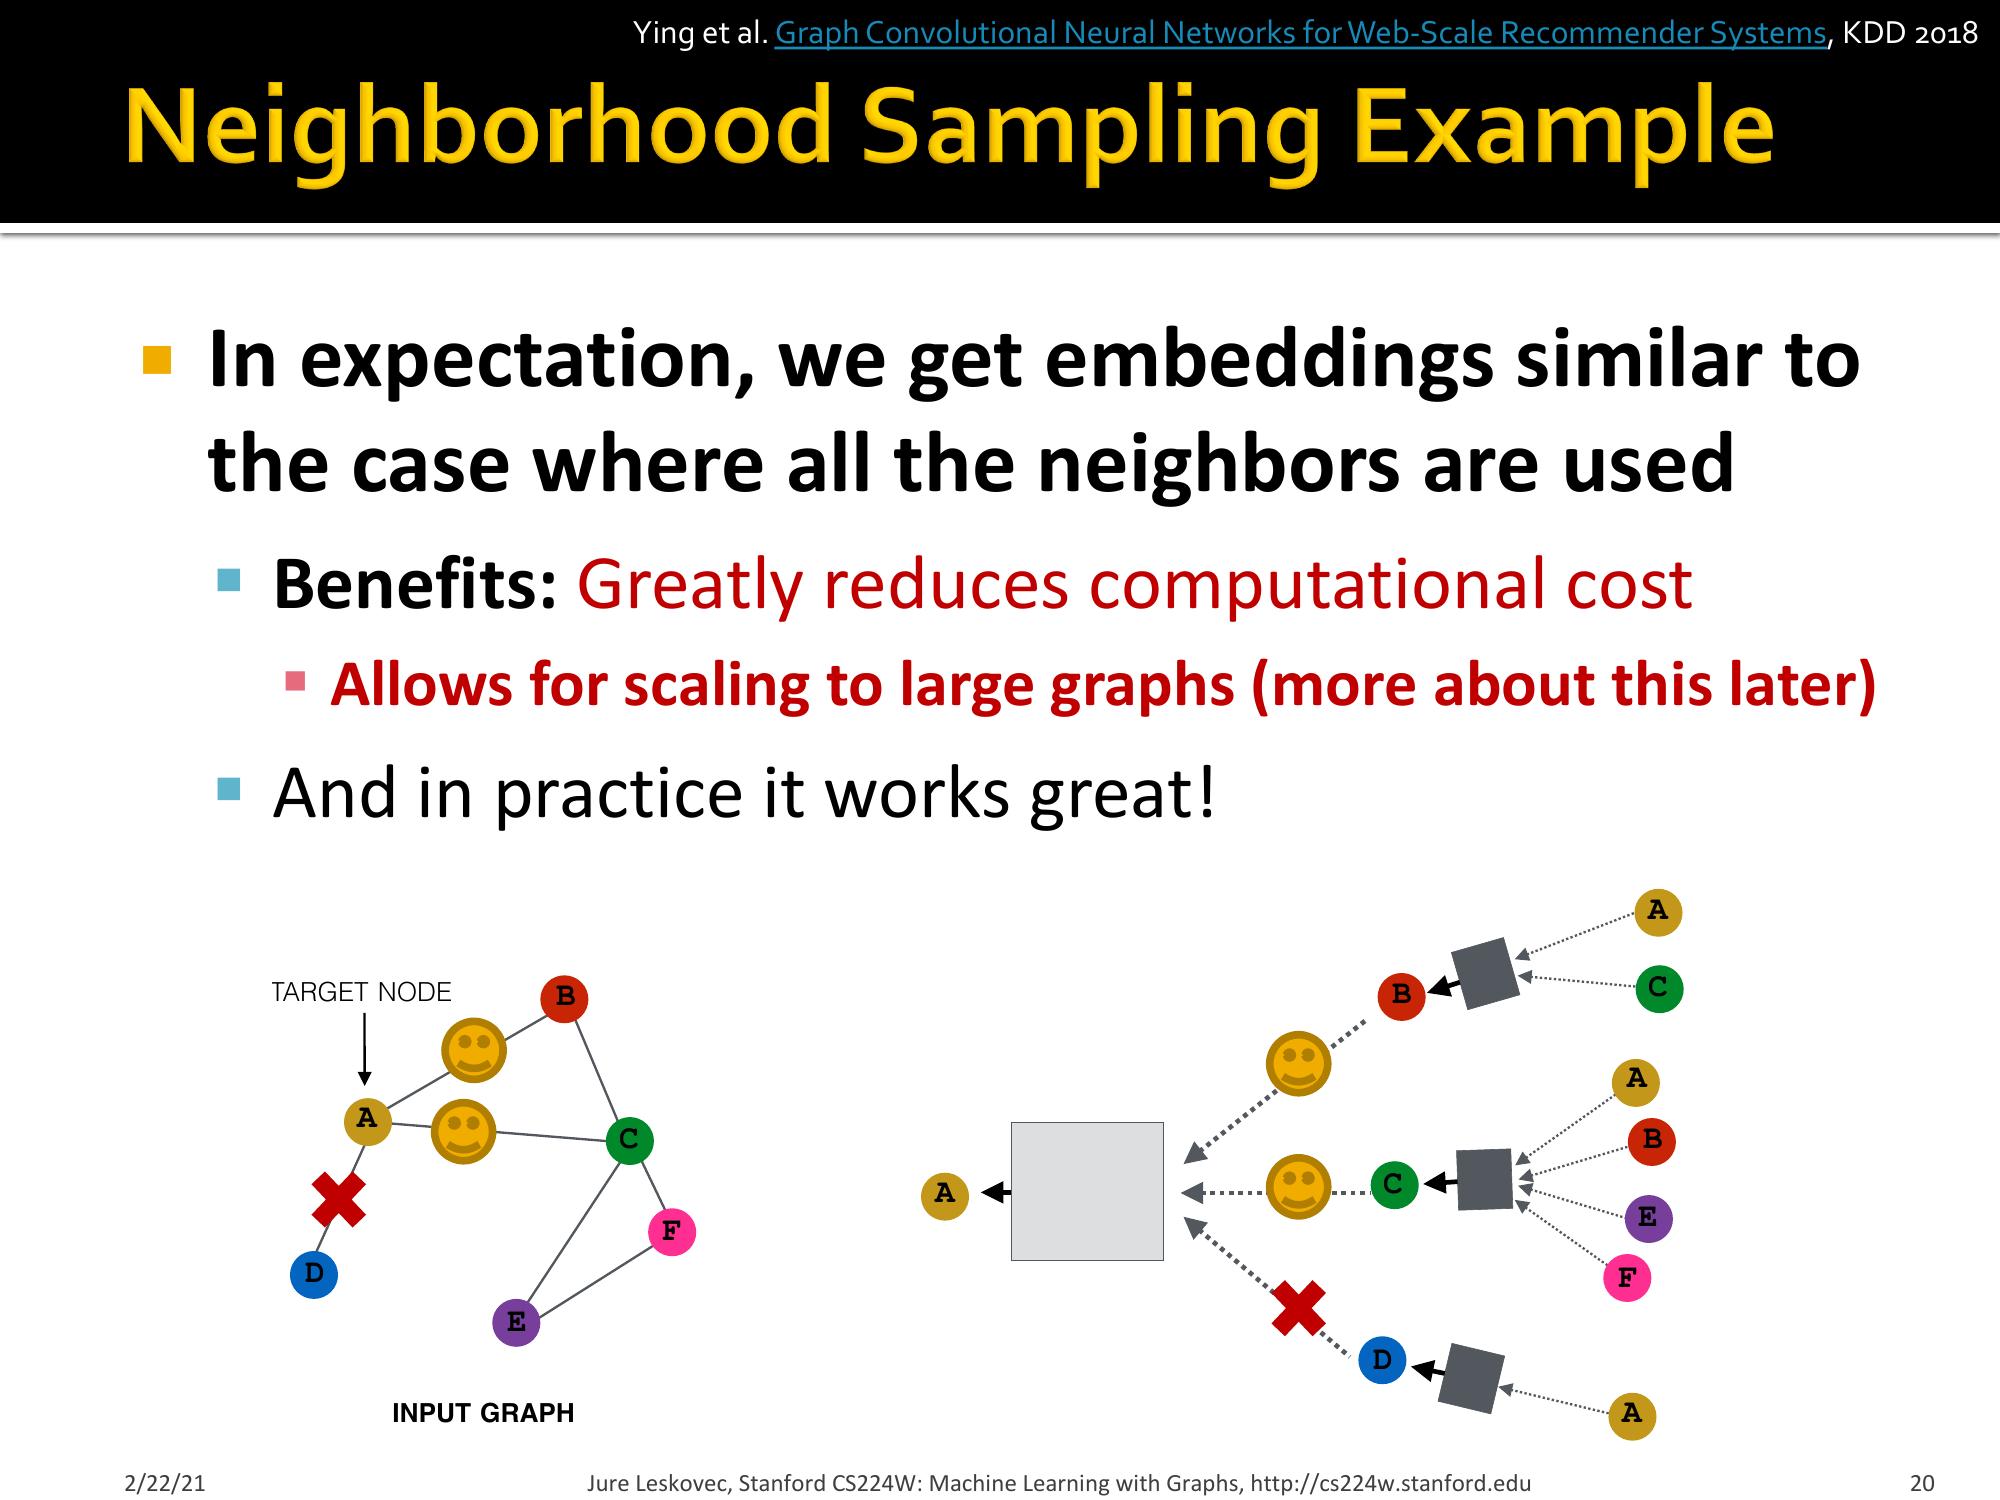 Ying et al. Graph Convolutional Neural Networks for Web-Scale Recommender Systems, KDD 2018
Neighborhood Sampling Example
In expectation, we get embeddings similar to
the case where all the neighbors are used
Benefits: Greatly reduces computational cost
Allows for scaling to large graphs (more about this later)
And in practice it works great!
TARGET NODE
B
A
C
D
F
E
INPUT GRAPH
A
B
A
C
C
A
B
E
F
D
A
2/22/21
Jure Leskovec, Stanford CS224W: Machine Learning with Graphs, http://cs224w.stanford.edu
20